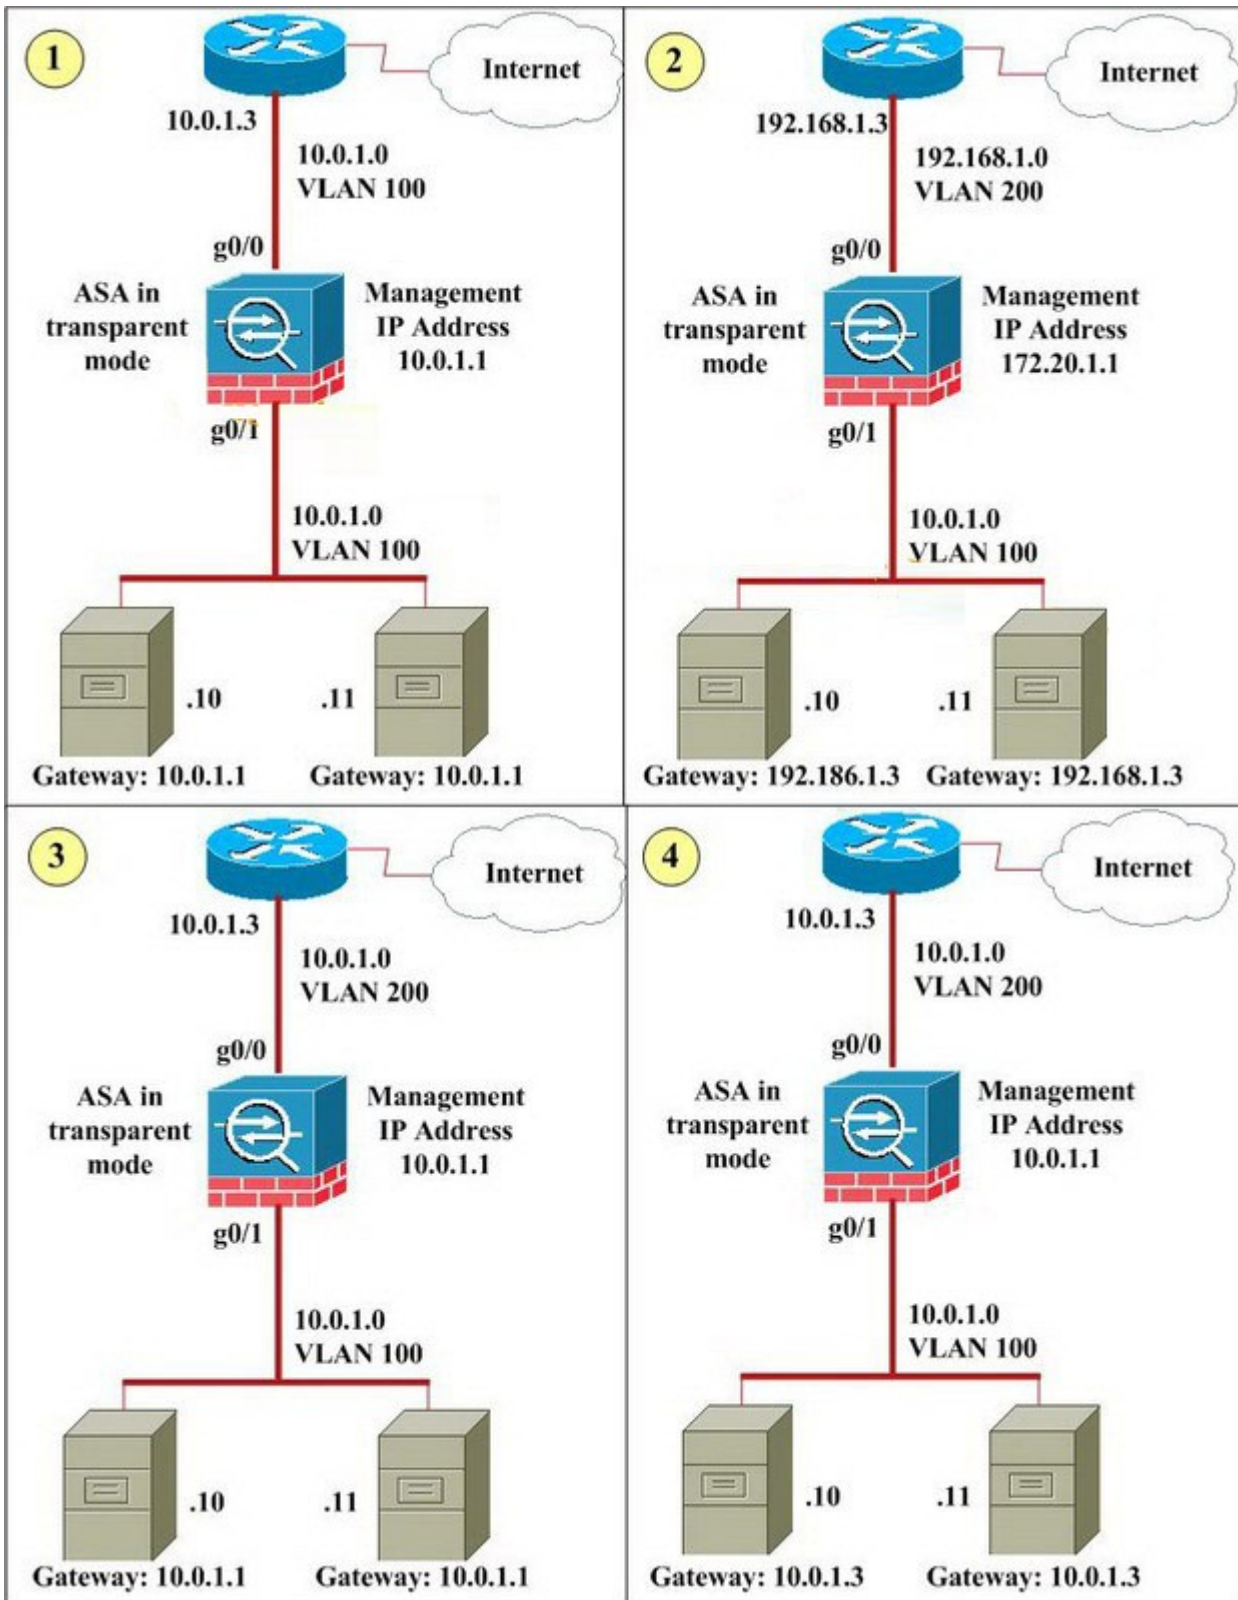 1
Internet
10.0.1.3
10.0.1.0
VLAN 100
g0/0
ASA in
transparent
mode
Management
IP Address
10.0.1.1
g0/1
10.0.1.0
VLAN 100
.10
.11
Gateway: 10.0.1.1
Gateway: 10.0.1.1
2
Internet
192.168.1.3
192.168.1.0
VLAN 200
g0/0
ASA in
transparent
mode
Management
IP Address
172.20.1.1
g0/1
10.0.1.0
VLAN 100
.10
.11
Gateway: 192.186.1.3
Gateway: 192.168.1.3
3
Internet
10.0.1.3
10.0.1.0
VLAN 200
g0/0
ASA in
transparent
mode
Management
IP Address
10.0.1.1
g0/1
10.0.1.0
VLAN 100
.10
.11
Gateway: 10.0.1.1
Gateway: 10.0.1.1
4
Internet
10.0.1.3
10.0.1.0
VLAN 200
g0/0
ASA in
transparent
mode
Management
IP Address
10.0.1.1
g0/1
10.0.1.0
VLAN 100
.10
.11
Gateway: 10.0.1.3
Gateway: 10.0.1.3